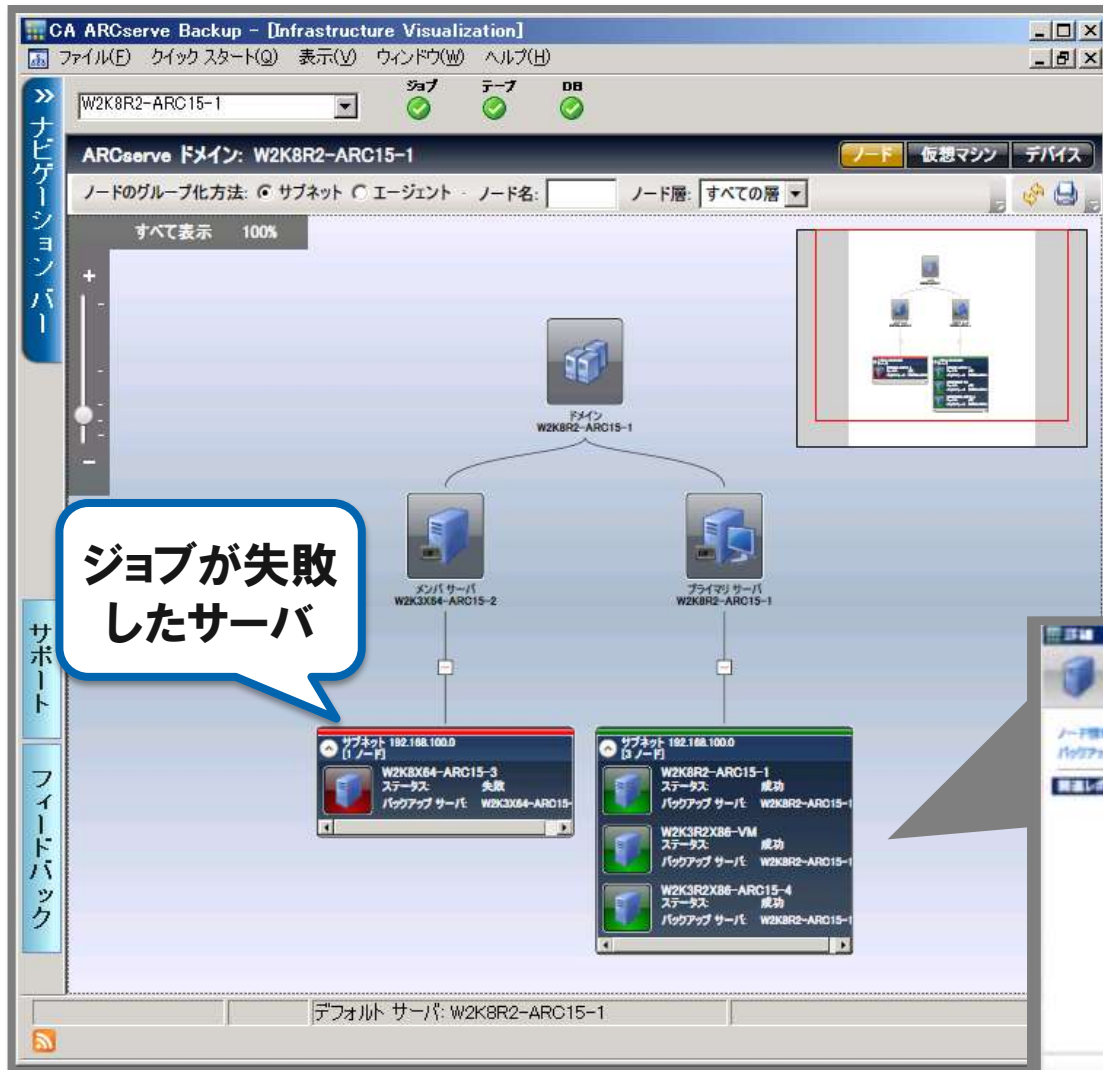 CA ARCserve Backup - [Infrastructure Visualization]
ファイル(F) クイック スタート(Q) 表示(V) ウィンドウ(W) ヘルプ(H)
W2K8R2-ARC15-1
ジョブ テープ DB
ナビゲーション バー
ARCserve ドメイン: W2K8R2-ARC15-1
ノード 仮想マシン デバイス
ノードのグループ化方法: サブネット エージェント ノード名: ノード層: すべての層
すべて表示 100%
ドメイン
W2K8R2-ARC15-1
ジョブが失敗
したサーバ
メンバ サーバ
W2K3X64-ARC15-2
プライマリ サーバ
W2K8R2-ARC15-1
サポート
フィードバック
サブネット 192.168.100.0
[1 ノード]
W2K8X64-ARC15-3
ステータス: 失敗
バックアップ サーバ: W2K3X64-ARC15-
サブネット 192.168.100.0
[3 ノード]
W2K8R2-ARC15-1
ステータス: 成功
バックアップ サーバ: W2K8R2-ARC15-1
W2K3R2X86-VM
ステータス: 成功
バックアップ サーバ: W2K8R2-ARC15-1
W2K3R2X86-ARC15-4
ステータス: 成功
バックアップ サーバ: W2K8R2-ARC15-1
詳細
デフォルト サーバ: W2K8R2-ARC15-1